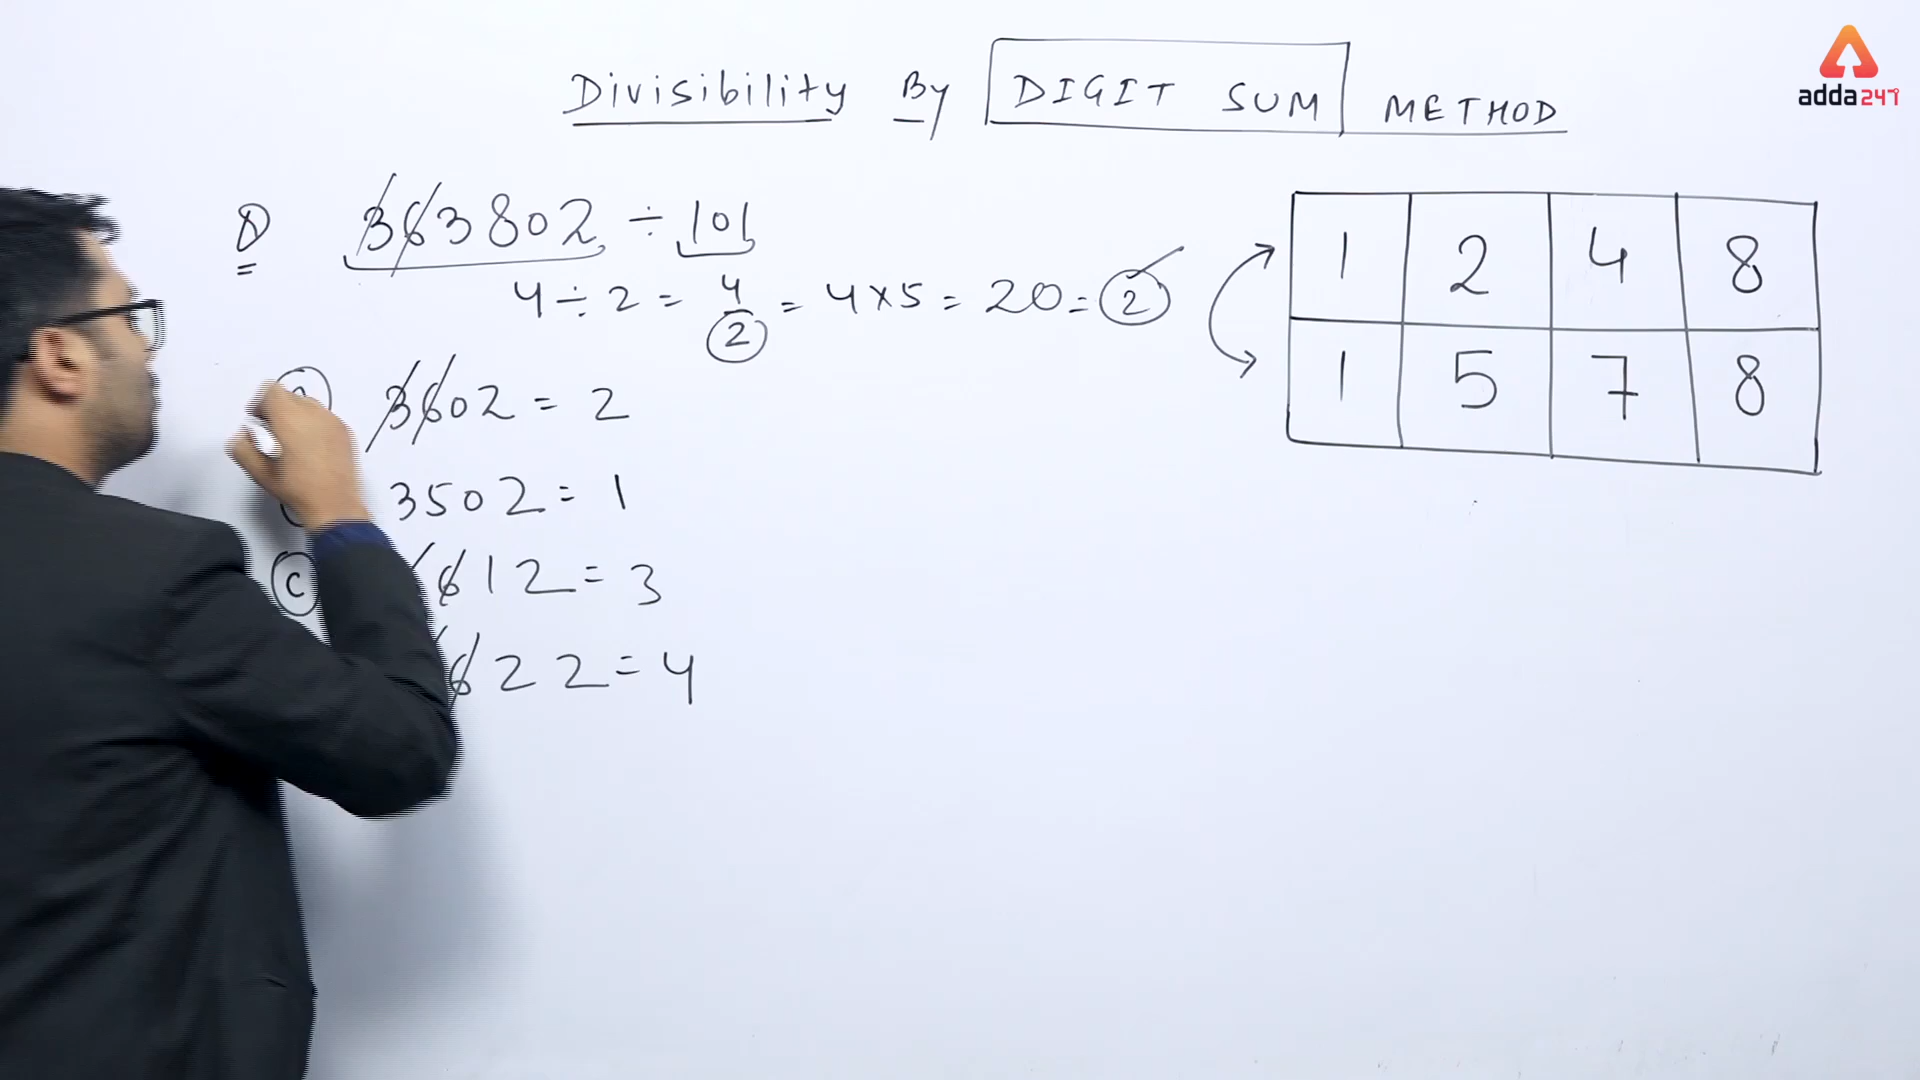 Divisibility By DIGIT SUM METHOD
adda247
Q 363802 ÷ 101
4 ÷ 2 = 4/2 = 4×5 = 20 = 2
3602 = 2
3502 = 1
C 612 = 3
622 = 4
1 2 4 8
1 5 7 8